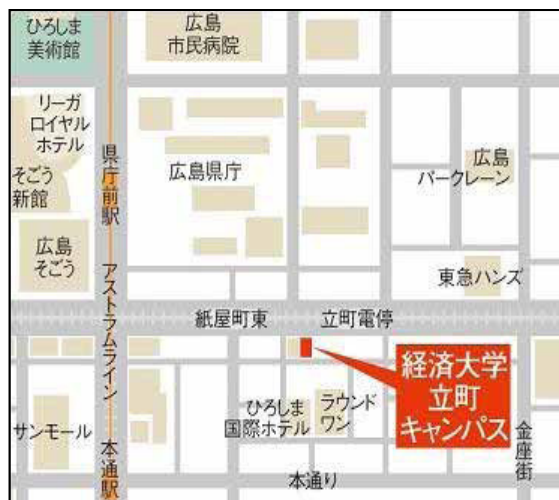 ひろしま
美術館
広島
市民病院
リーガ
ロイヤル
ホテル
そごう
新館
県庁前駅
広島県庁
広島
パークレーン
広島
そごう
アストラムライン
東急ハンズ
紙屋町東
立町電停
経済大学
立町
キャンパス
サンモール
ひろしま
国際ホテル
ラウンド
ワン
本通駅
本通り
金座街